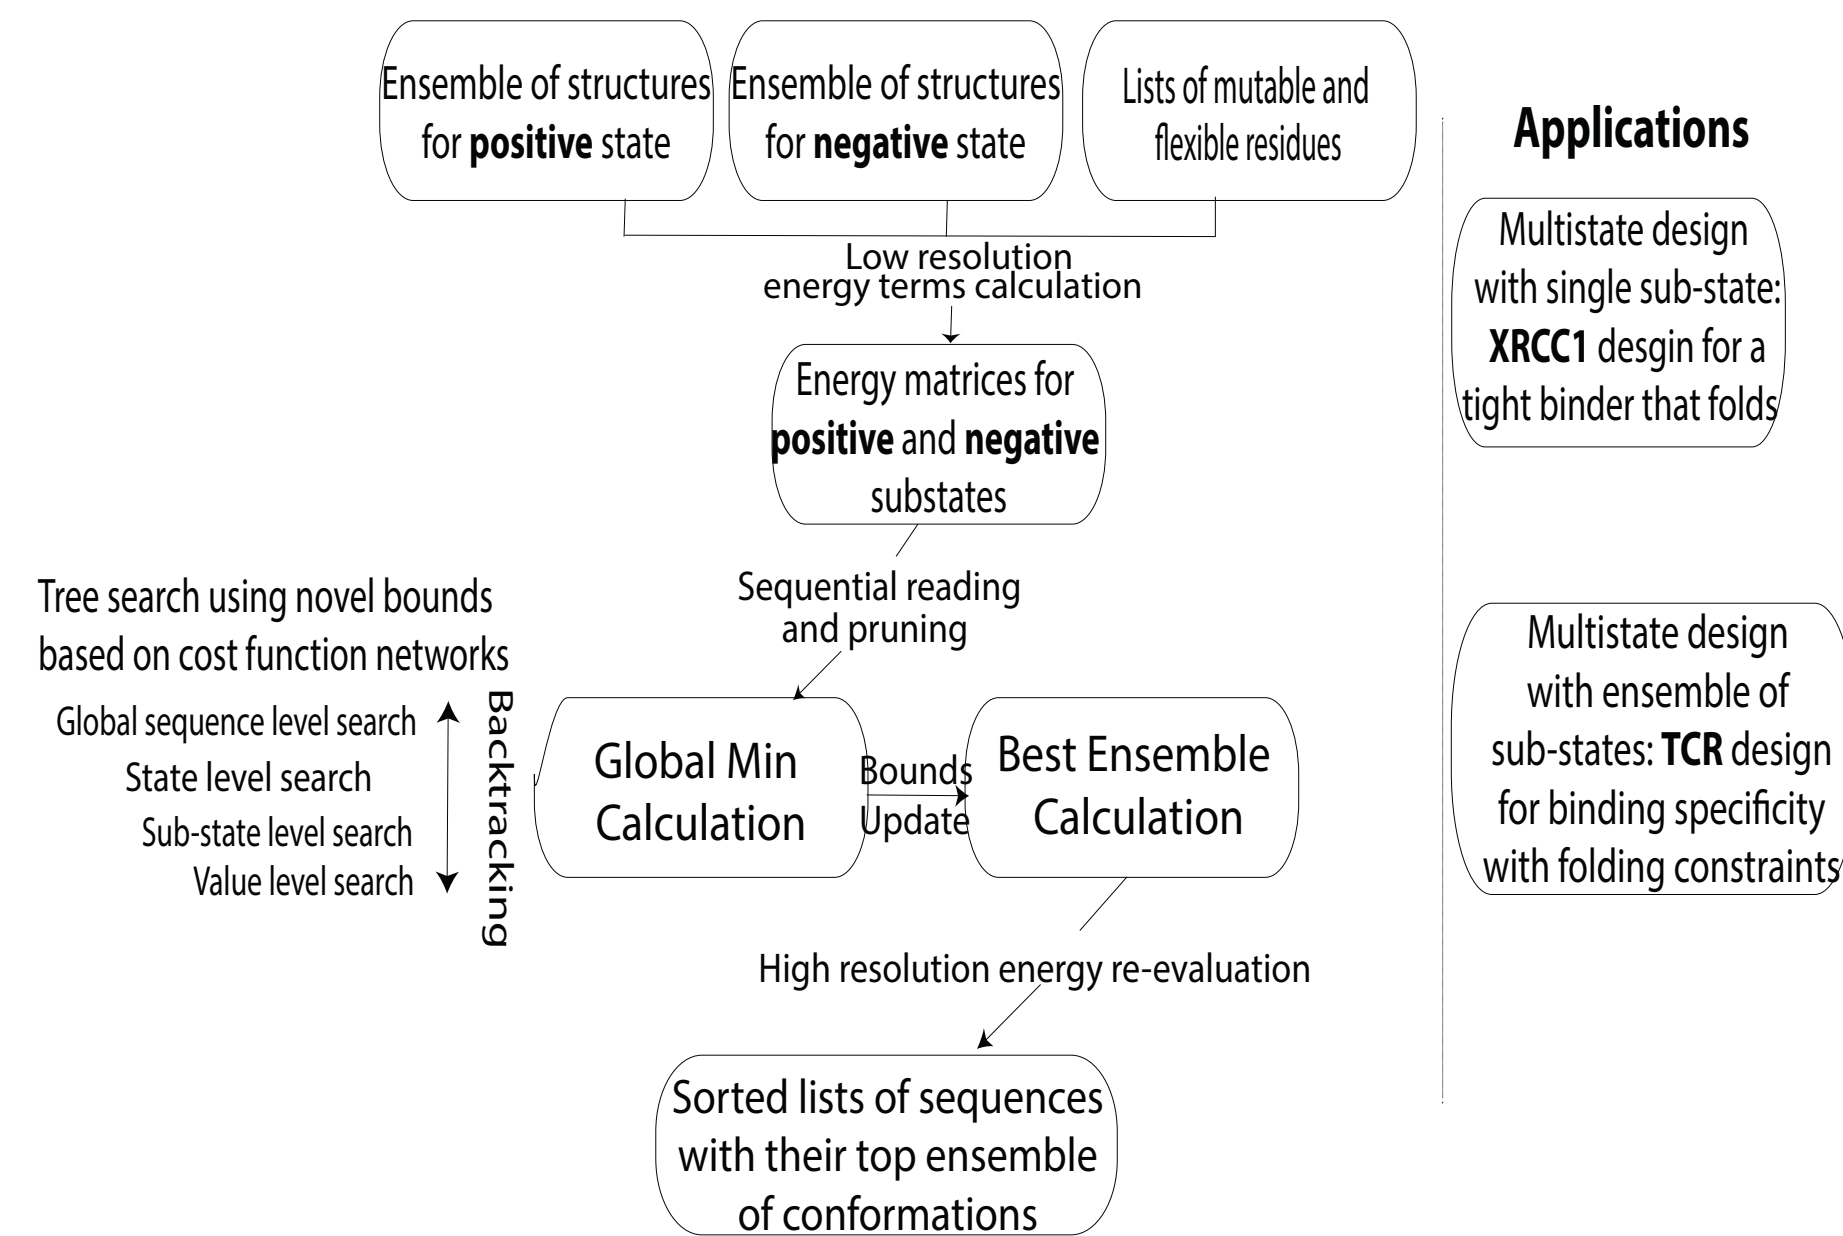 Ensemble of structures
for positive state
Ensemble of structures
for negative state
Lists of mutable and
flexible residues
Low resolution
energy terms calculation
Energy matrices for
positive and negative
substates
Sequential reading
and pruning
Tree search using novel bounds
based on cost function networks
Global sequence level search
State level search
Sub-state level search
Value level search
Backtracking
Global Min
Calculation
Bounds
Update
Best Ensemble
Calculation
High resolution energy re-evaluation
Sorted lists of sequences
with their top ensemble
of conformations
Applications
Multistate design
with single sub-state:
XRCC1 desgin for a
tight binder that folds
Multistate design
with ensemble of
sub-states: TCR design
for binding specificity
with folding constraints